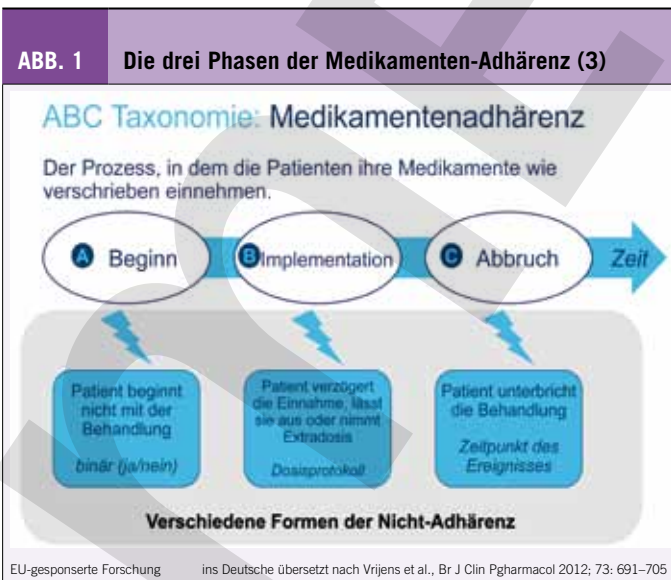 ABB. 1 Die drei Phasen der Medikamenten-Adhärenz (3)
ABC Taxonomie: Medikamentenadhärenz
Der Prozess, in dem die Patienten ihre Medikamente wie
verschrieben einnehmen.
A Beginn
B Implementation
C Abbruch
Zeit
Patient beginnt
nicht mit der
Behandlung
binär (ja/nein)
Patient verzögert
die Einnahme, lässt
sie aus oder nimmt
Extradosis
Dosisprotokoll
Patient unterbricht
die Behandlung
Zeitpunkt des
Ereignisses
Verschiedene Formen der Nicht-Adhärenz
EU-gesponserte Forschung ins Deutsche übersetzt nach Vrijens et al., Br J Clin Pgharmacol 2012; 73: 691–705